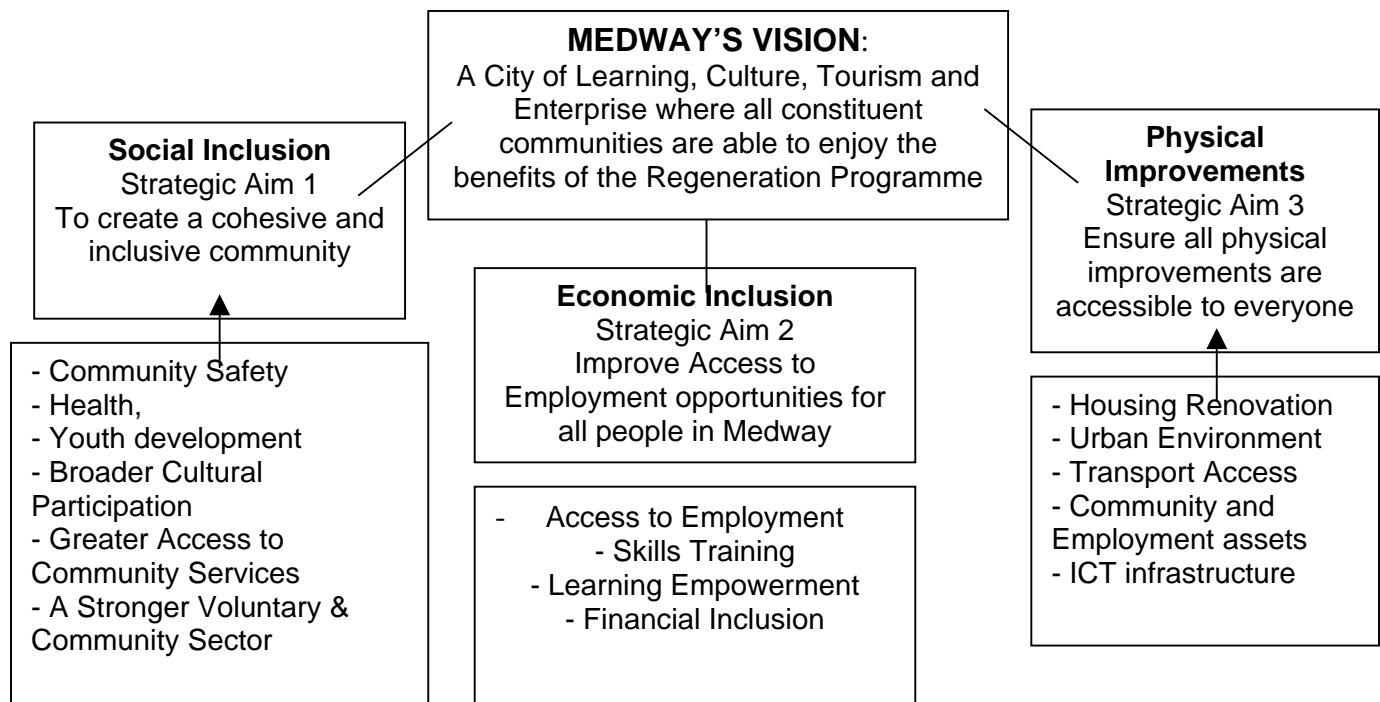 MEDWAY’S VISION:
A City of Learning, Culture, Tourism and
Enterprise where all constituent
communities are able to enjoy the
benefits of the Regeneration Programme
Social Inclusion
Strategic Aim 1
To create a cohesive and
inclusive community
Economic Inclusion
Strategic Aim 2
Improve Access to
Employment opportunities for
all people in Medway
Physical
Improvements
Strategic Aim 3
Ensure all physical
improvements are
accessible to everyone
- Community Safety
- Health,
- Youth development
- Broader Cultural
Participation
- Greater Access to
Community Services
- A Stronger Voluntary &
Community Sector
- Access to Employment
- Skills Training
- Learning Empowerment
- Financial Inclusion
- Housing Renovation
- Urban Environment
- Transport Access
- Community and
Employment assets
- ICT infrastructure